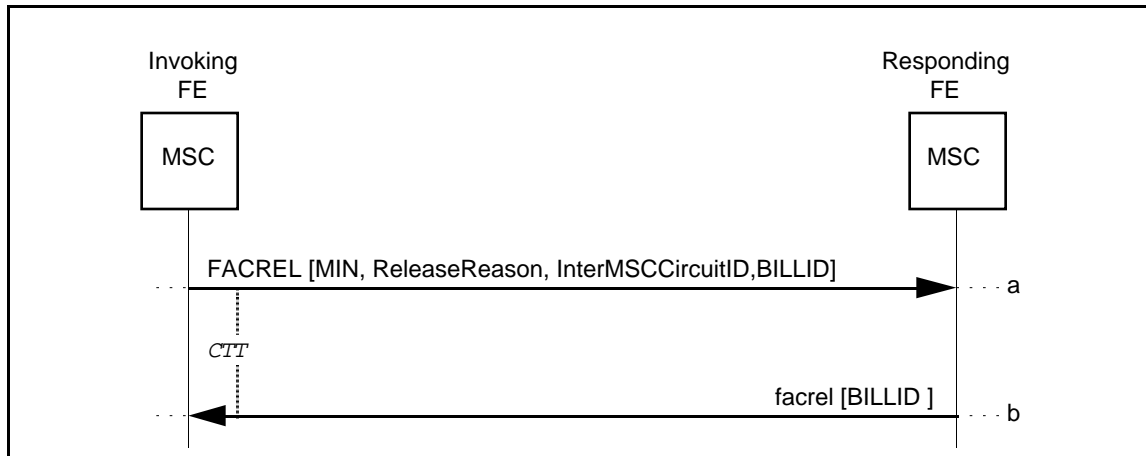 Invoking
FE
Responding
FE
MSC
MSC
FACREL [MIN, ReleaseReason, InterMSCCircuitID,BILLID]
a
CTT
facrel [BILLID ]
b